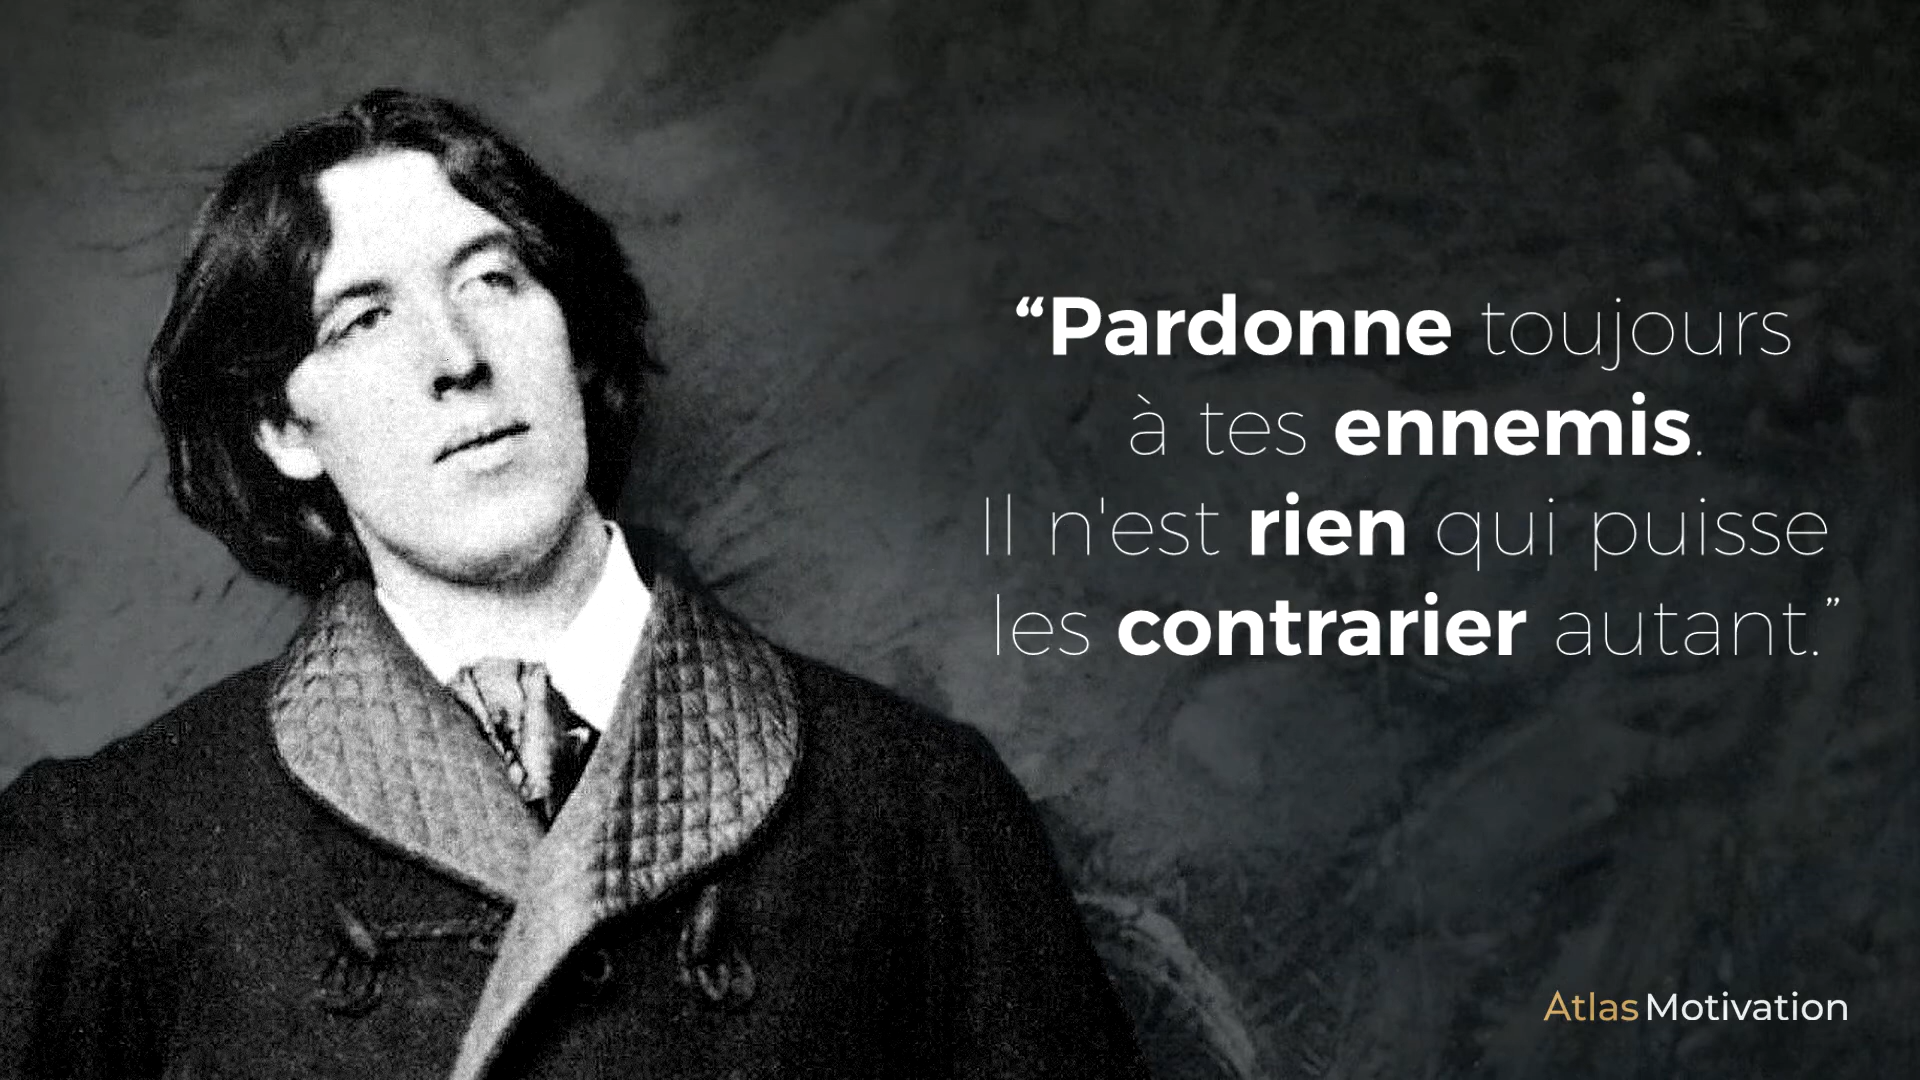 “Pardonne toujours
à tes ennemis.
Il n'est rien qui puisse
les contrarier autant.”
Atlas Motivation